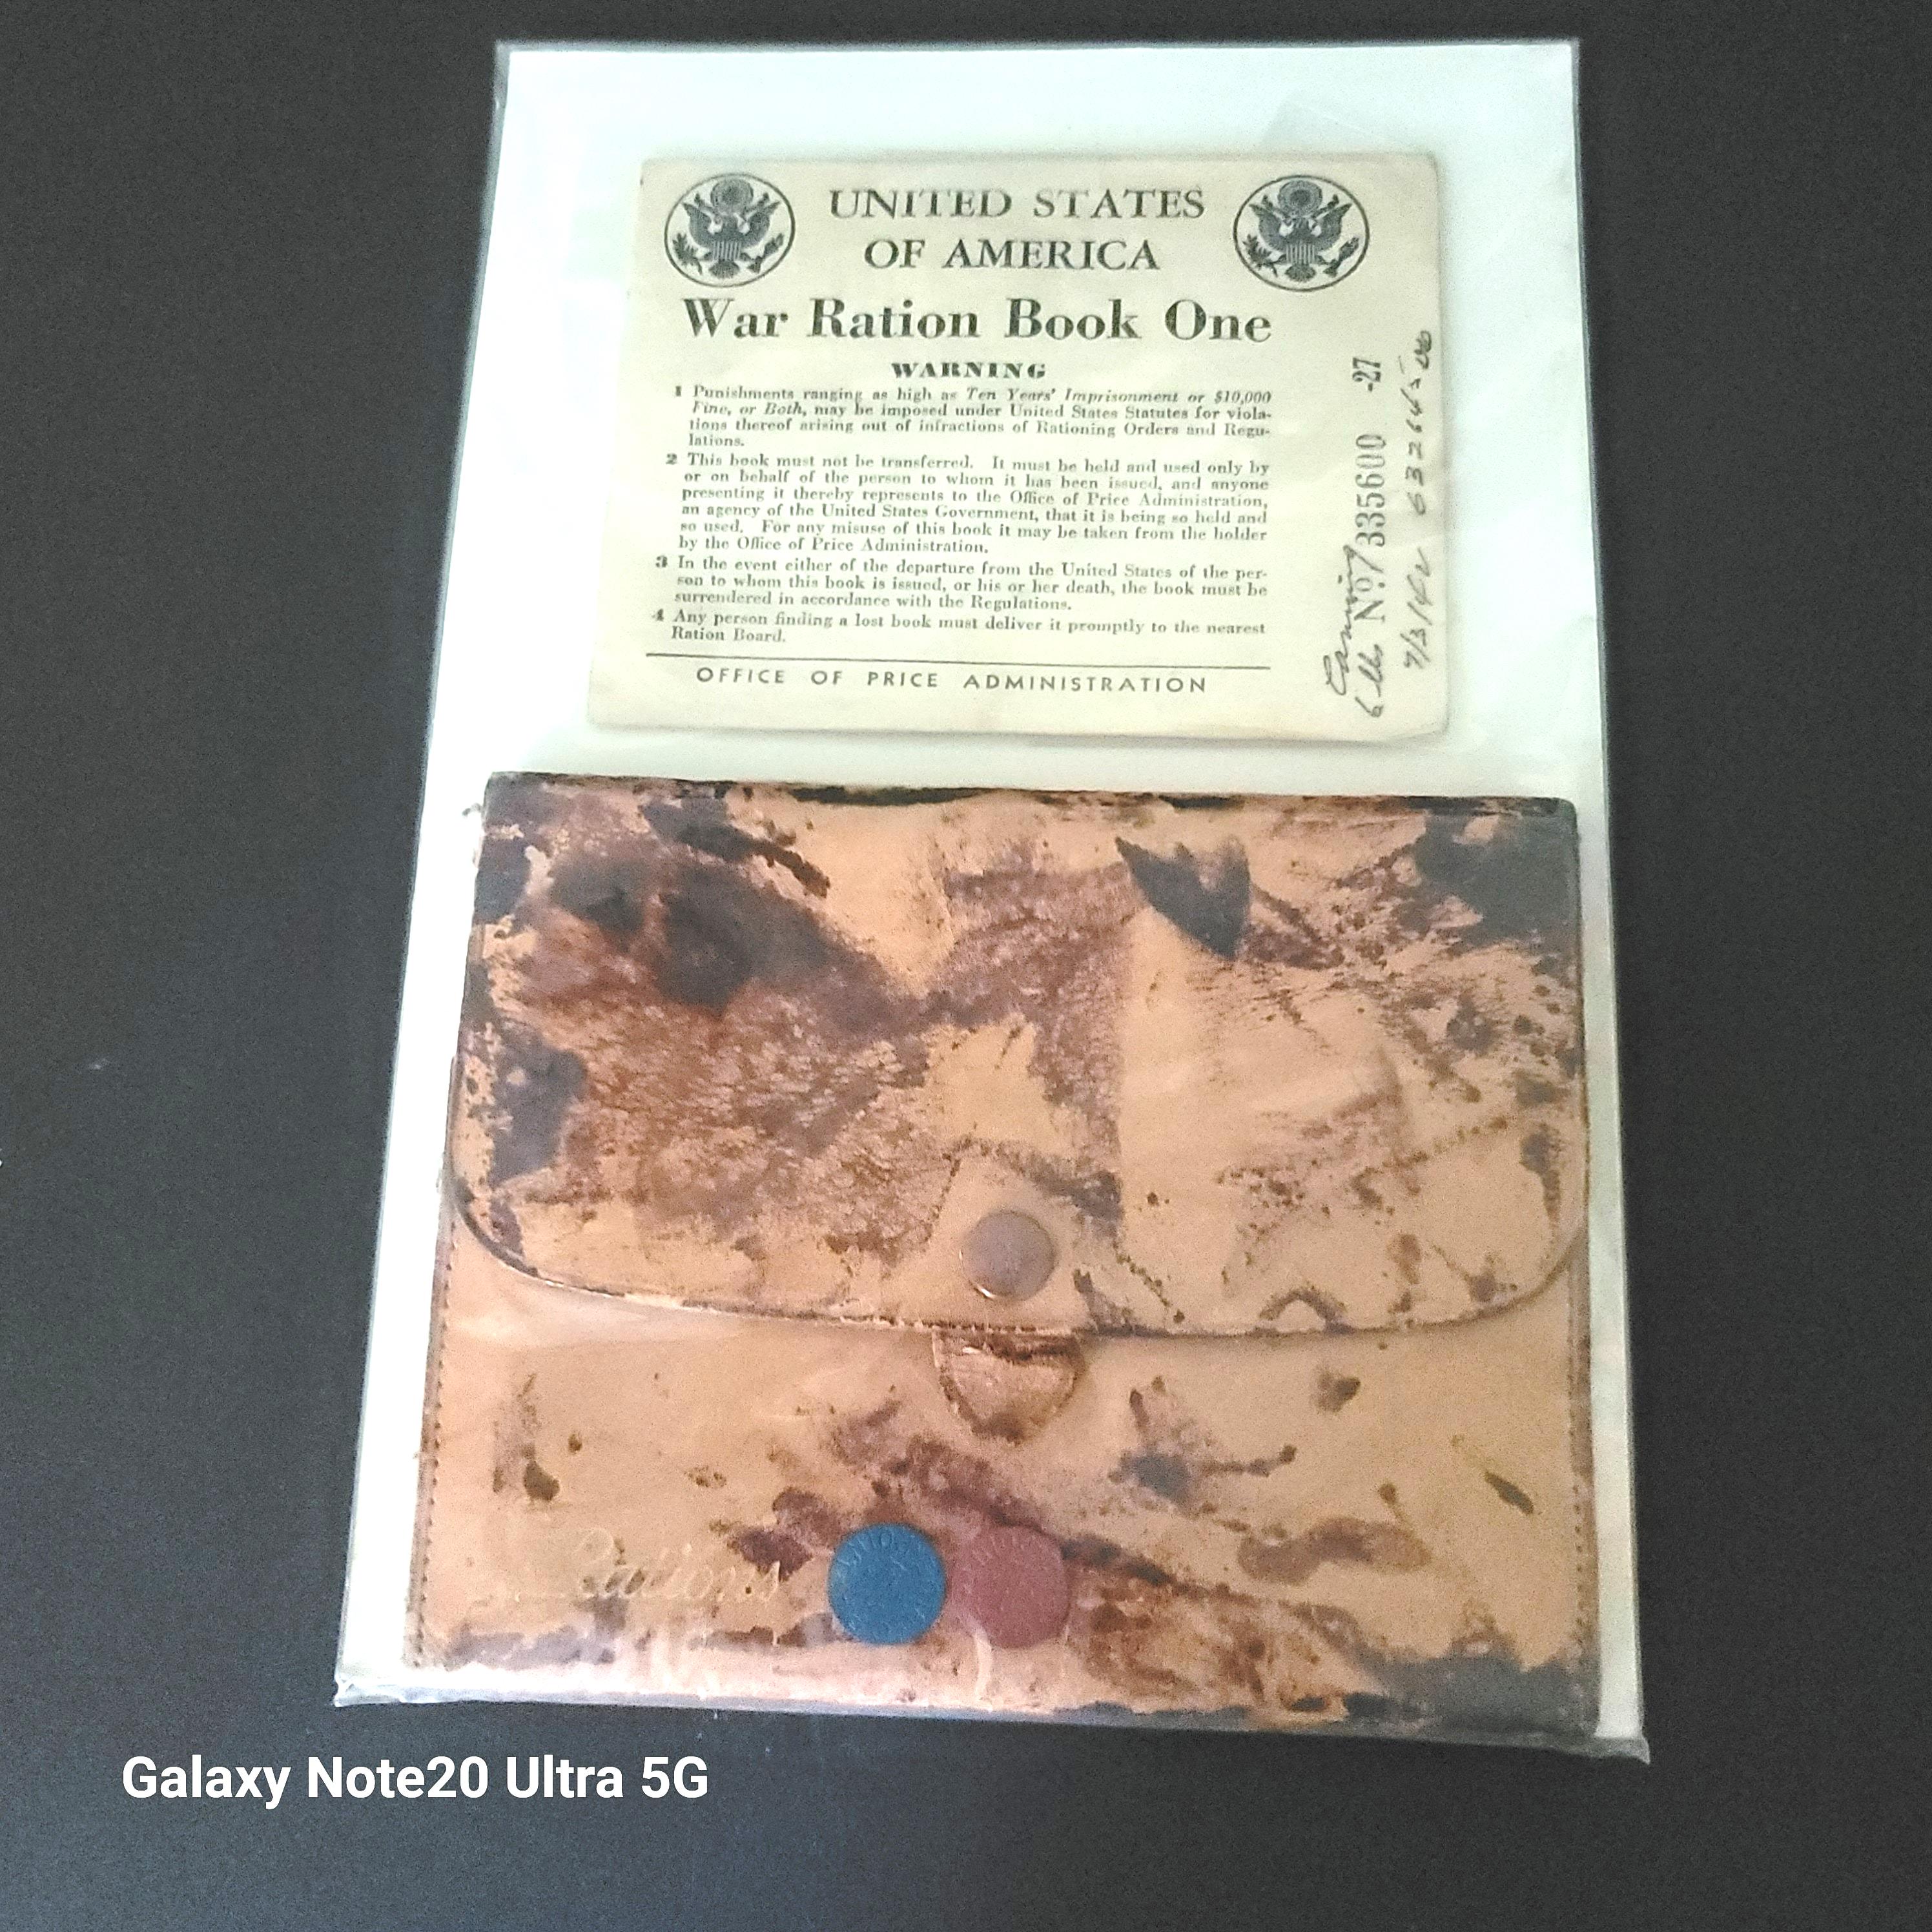 UNITED STATES
OF AMERICA
War Ration Book One
WARNING
1 Punishments ranging as high as Ten Years' Imprisonment or $10,000
Fine, or Both, may be imposed under United States Statutes for viola-
tions thereof arising out of infractions of Rationing Orders and Regu-
lations.
2 This book must not be transferred. It must be held and used only by
or on behalf of the person to whom it has been issued, and anyone
presenting it thereby represents to the Office of Price Administration,
an agency of the United States Government, that it is being so held and
so used. For any misuse of this book it may be taken from the holder
by the Office of Price Administration.
3 In the event either of the departure from the United States of the per-
son to whom this book is issued, or his or her death, the book must be
surrendered in accordance with the Regulations.
4 Any person finding a lost book must deliver it promptly to the nearest
Ration Board.
OFFICE OF PRICE ADMINISTRATION
Canning
6 lbs No 335600 -27
7/3/42
Rations
Galaxy Note20 Ultra 5G